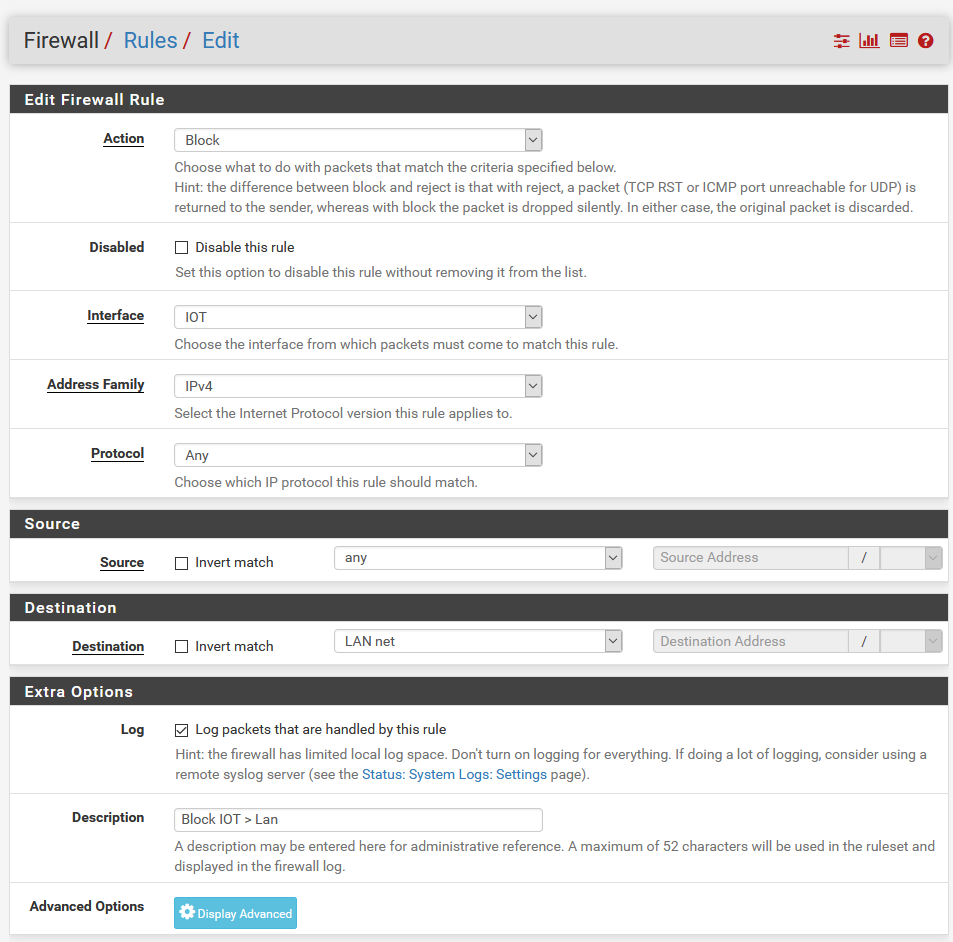 Firewall / Rules / Edit
Edit Firewall Rule
Action
Block
Choose what to do with packets that match the criteria specified below.
Hint: the difference between block and reject is that with reject, a packet (TCP RST or ICMP port unreachable for UDP) is
returned to the sender, whereas with block the packet is dropped silently. In either case, the original packet is discarded.
Disabled
Disable this rule
Set this option to disable this rule without removing it from the list.
Interface
IOT
Choose the interface from which packets must come to match this rule.
Address Family
IPv4
Select the Internet Protocol version this rule applies to.
Protocol
Any
Choose which IP protocol this rule should match.
Source
Source
Invert match
any
Source Address
/
Destination
Destination
Invert match
LAN net
Destination Address
/
Extra Options
Log
Log packets that are handled by this rule
Hint: the firewall has limited local log space. Don't turn on logging for everything. If doing a lot of logging, consider using a
remote syslog server (see the Status: System Logs: Settings page).
Description
Block IOT > Lan
A description may be entered here for administrative reference. A maximum of 52 characters will be used in the ruleset and
displayed in the firewall log.
Advanced Options
Display Advanced